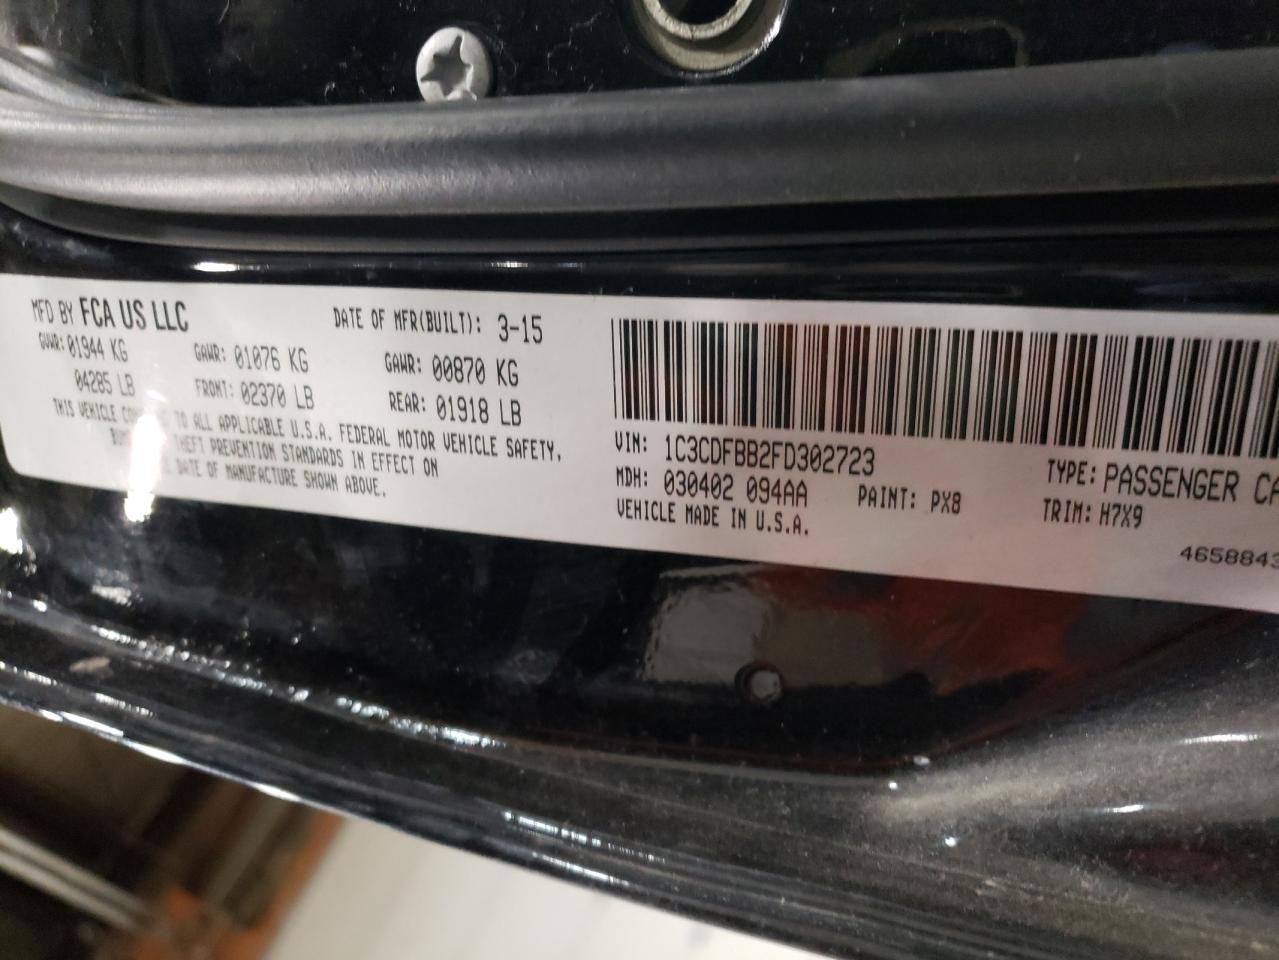 MFD BY FCA US LLC
DATE OF MFR(BUILT): 3-15
GVWR: 01944 KG
04285 LB
GAWR: 01076 KG
FRONT: 02370 LB
GAWR: 00870 KG
REAR: 01918 LB
THIS VEHICLE TO ALL APPLICABLE U.S.A. FEDERAL MOTOR VEHICLE SAFETY,
THEFT PREVENTION STANDARDS IN EFFECT ON
DATE OF MANUFACTURE SHOWN ABOVE.
VIN: 1C3CDFBB2FD302723
TYPE: PASSENGER CA
MDH: 030402 094AA
PAINT: PX8
TRIM: H7X9
VEHICLE MADE IN U.S.A.
4658843